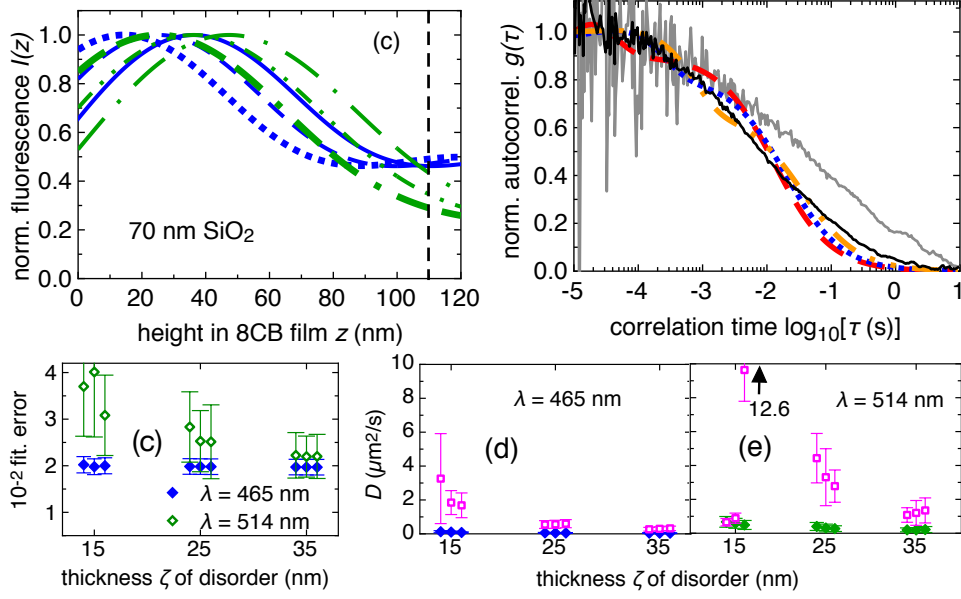 norm. fluorescence I(z)
1.0
0.8
0.6
0.4
0.2
0.0
(c)
70 nm SiO2
0 20 40 60 80 100 120
height in 8CB film z (nm)
norm. autocorrel. g(τ)
1.0
0.8
0.6
0.4
0.2
0.0
-5 -4 -3 -2 -1 0 1
correlation time log10[τ (s)]
10-2 fit. error
4
3
2
1
(c)
λ = 465 nm
λ = 514 nm
15 25 35
thickness ζ of disorder (nm)
D (μm2/s)
10
8
6
4
2
0
λ = 465 nm
(d)
15 25 35
12.6
λ = 514 nm
(e)
15 25 35
thickness ζ of disorder (nm)